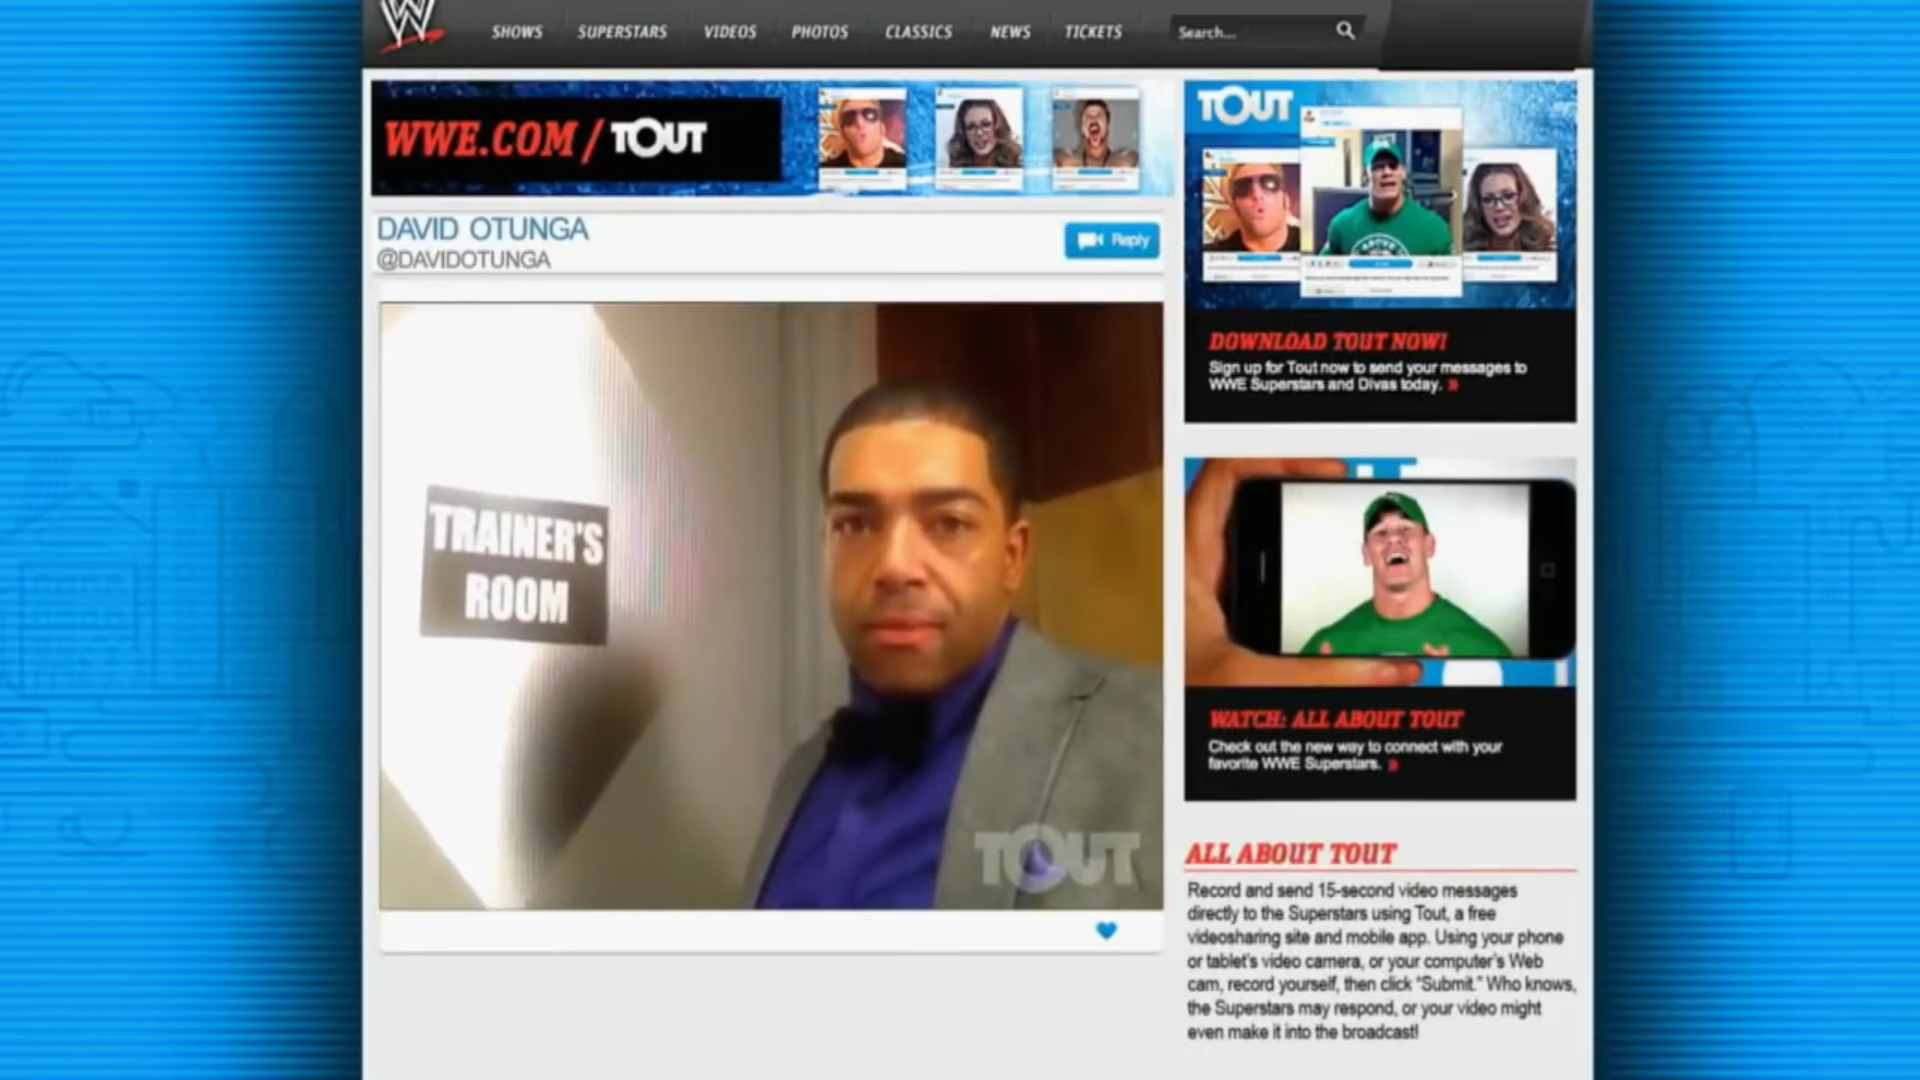 W
SHOWS SUPERSTARS VIDEOS PHOTOS CLASSICS NEWS TICKETS Search...
WWE.COM/TOUT
DAVID OTUNGA
@DAVIDOTUNGA
Reply
TRAINER'S
ROOM
TOUT
TOUT
DOWNLOAD TOUT NOW!
Sign up for Tout now to send your messages to
WWE Superstars and Divas today. »
WATCH: ALL ABOUT TOUT
Check out the new way to connect with your
favorite WWE Superstars. »
ALL ABOUT TOUT
Record and send 15-second video messages
directly to the Superstars using Tout, a free
videosharing site and mobile app. Using your phone
or tablet's video camera, or your computer's Web
cam, record yourself, then click "Submit." Who knows,
the Superstars may respond, or your video might
even make it into the broadcast!